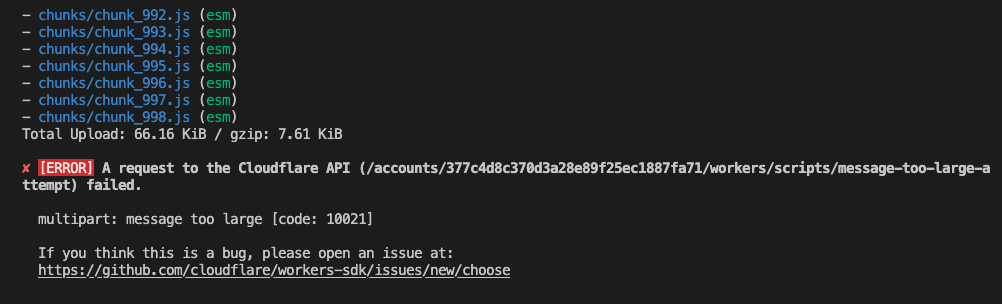 – chunks/chunk_992.js (esm)
– chunks/chunk_993.js (esm)
– chunks/chunk_994.js (esm)
– chunks/chunk_995.js (esm)
– chunks/chunk_996.js (esm)
– chunks/chunk_997.js (esm)
– chunks/chunk_998.js (esm)
Total Upload: 66.16 KiB / gzip: 7.61 KiB
✘ [ERROR] A request to the Cloudflare API (/accounts/377c4d8c370d3a28e89f25ec1887fa71/workers/scripts/message-too-large-a
ttempt) failed.
multipart: message too large [code: 10021]
If you think this is a bug, please open an issue at:
https://github.com/cloudflare/workers-sdk/issues/new/choose